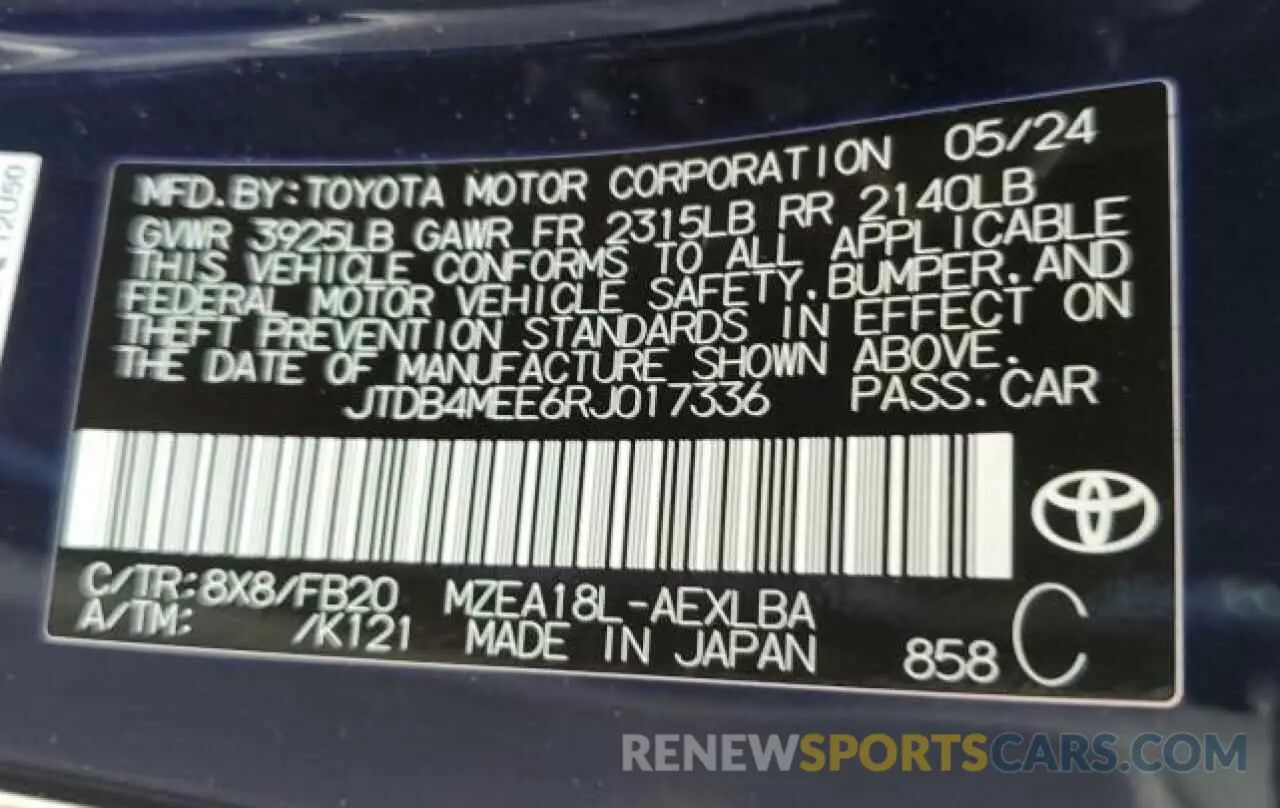 12U50
MFD.BY:TOYOTA MOTOR CORPORATION 05/24
GVWR 3925LB GAWR FR 2315LB RR 2140LB
THIS VEHICLE CONFORMS TO ALL APPLICABLE
FEDERAL MOTOR VEHICLE SAFETY,BUMPER,AND
THEFT PREVENTION STANDARDS IN EFFECT ON
THE DATE OF MANUFACTURE SHOWN ABOVE.
JTDB4MEE6RJ017336 PASS.CAR
C/TR:8X8/FB20 MZEA18L-AEXLBA
A/TM: /K121 MADE IN JAPAN 858 C
RENEWSPORTSCARS.COM